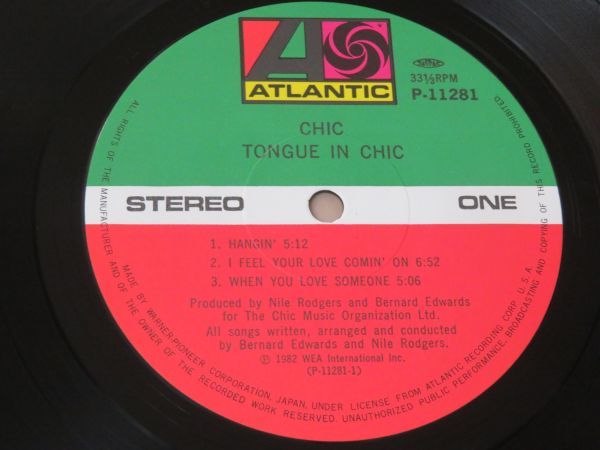 ATLANTIC
33⅓RPM
P-11281
CHIC
TONGUE IN CHIC
STEREO
ONE
1. HANGIN' 5:12
2. I FEEL YOUR LOVE COMIN' ON 6:52
3. WHEN YOU LOVE SOMEONE 5:06
Produced by Nile Rodgers and Bernard Edwards
for The Chic Music Organization Ltd.
All songs written, arranged and conducted
by Bernard Edwards and Nile Rodgers.
℗ 1982 WEA International Inc.
(P-11281-1)
MADE BY WARNER-PIONEER CORPORATION, JAPAN, UNDER LICENSE FROM ATLANTIC RECORDING CORP. U.S.A.
ALL RIGHTS OF THE MANUFACTURER AND OF THE OWNER OF THE RECORDED WORK RESERVED. UNAUTHORIZED PUBLIC PERFORMANCE, BROADCASTING AND COPYING OF THIS RECORD PROHIBITED.